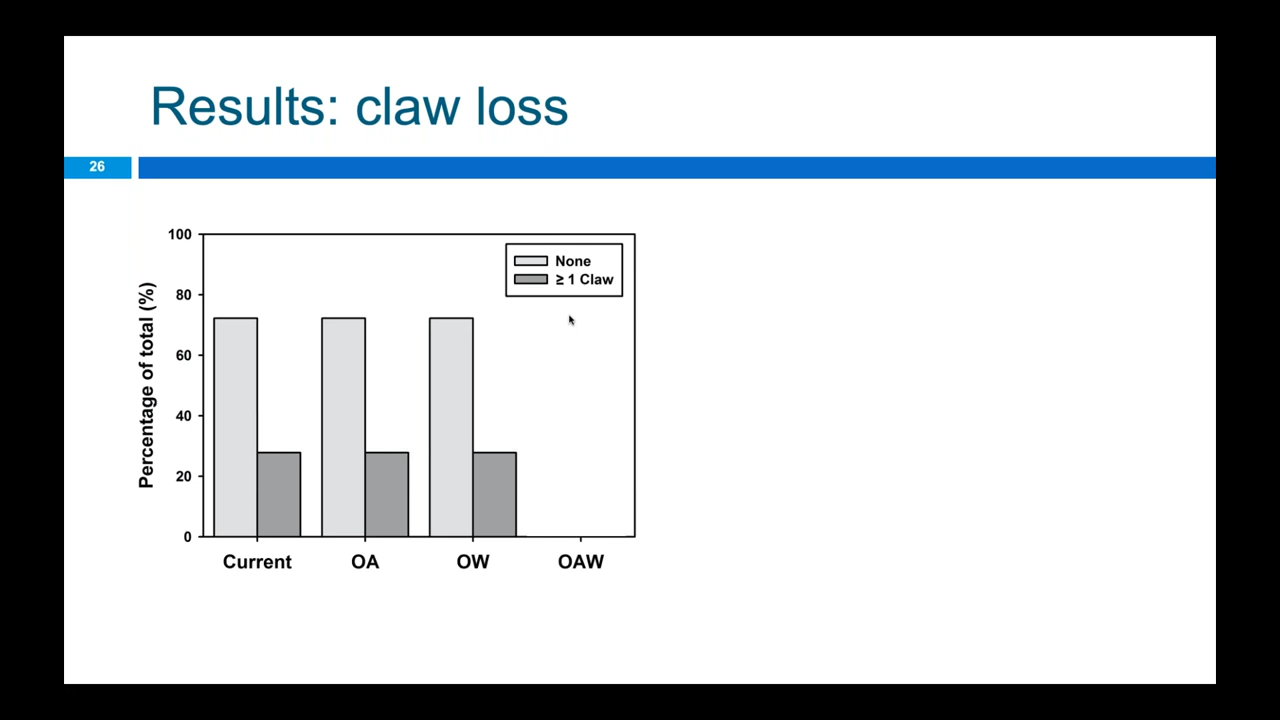 Results: claw loss
26
Percentage of total (%)
100
80
60
40
20
0
None
≥ 1 Claw
Current OA OW OAW